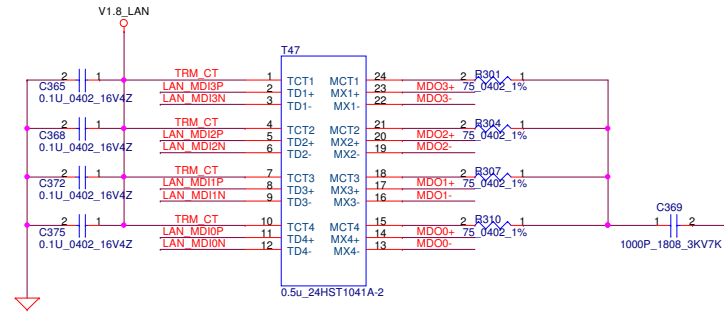 V1.8_LAN
T47
2 1 TRM_CT 1 TCT1 MCT1 24 2 1 R301
C365 LAN_MDI3P 2 TD1+ MX1+ 23 MDO3+ 75_0402_1%
0.1U_0402_16V4Z LAN_MDI3N 3 TD1- MX1- 22 MDO3-
2 1 TRM_CT 4 TCT2 MCT2 21 2 1 R304
C368 LAN_MDI2P 5 TD2+ MX2+ 20 MDO2+ 75_0402_1%
0.1U_0402_16V4Z LAN_MDI2N 6 TD2- MX2- 19 MDO2-
2 1 TRM_CT 7 TCT3 MCT3 18 2 1 R307
C372 LAN_MDI1P 8 TD3+ MX3+ 17 MDO1+ 75_0402_1%
0.1U_0402_16V4Z LAN_MDI1N 9 TD3- MX3- 16 MDO1-
2 1 TRM_CT 10 TCT4 MCT4 15 2 1 R310
C375 LAN_MDI0P 11 TD4+ MX4+ 14 MDO0+ 75_0402_1%
0.1U_0402_16V4Z LAN_MDI0N 12 TD4- MX4- 13 MDO0-
C369
1 2
1000P_1808_3KV7K
0.5u_24HST1041A-2